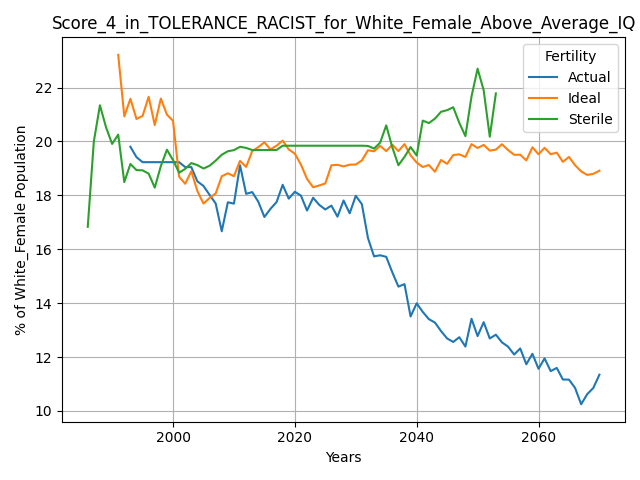 Score_4_in_TOLERANCE_RACIST_for_White_Female_Above_Average_IQ
Fertility
Actual
Ideal
Sterile
% of White_Female Population
22
20
18
16
14
12
10
2000 2020 2040 2060
Years